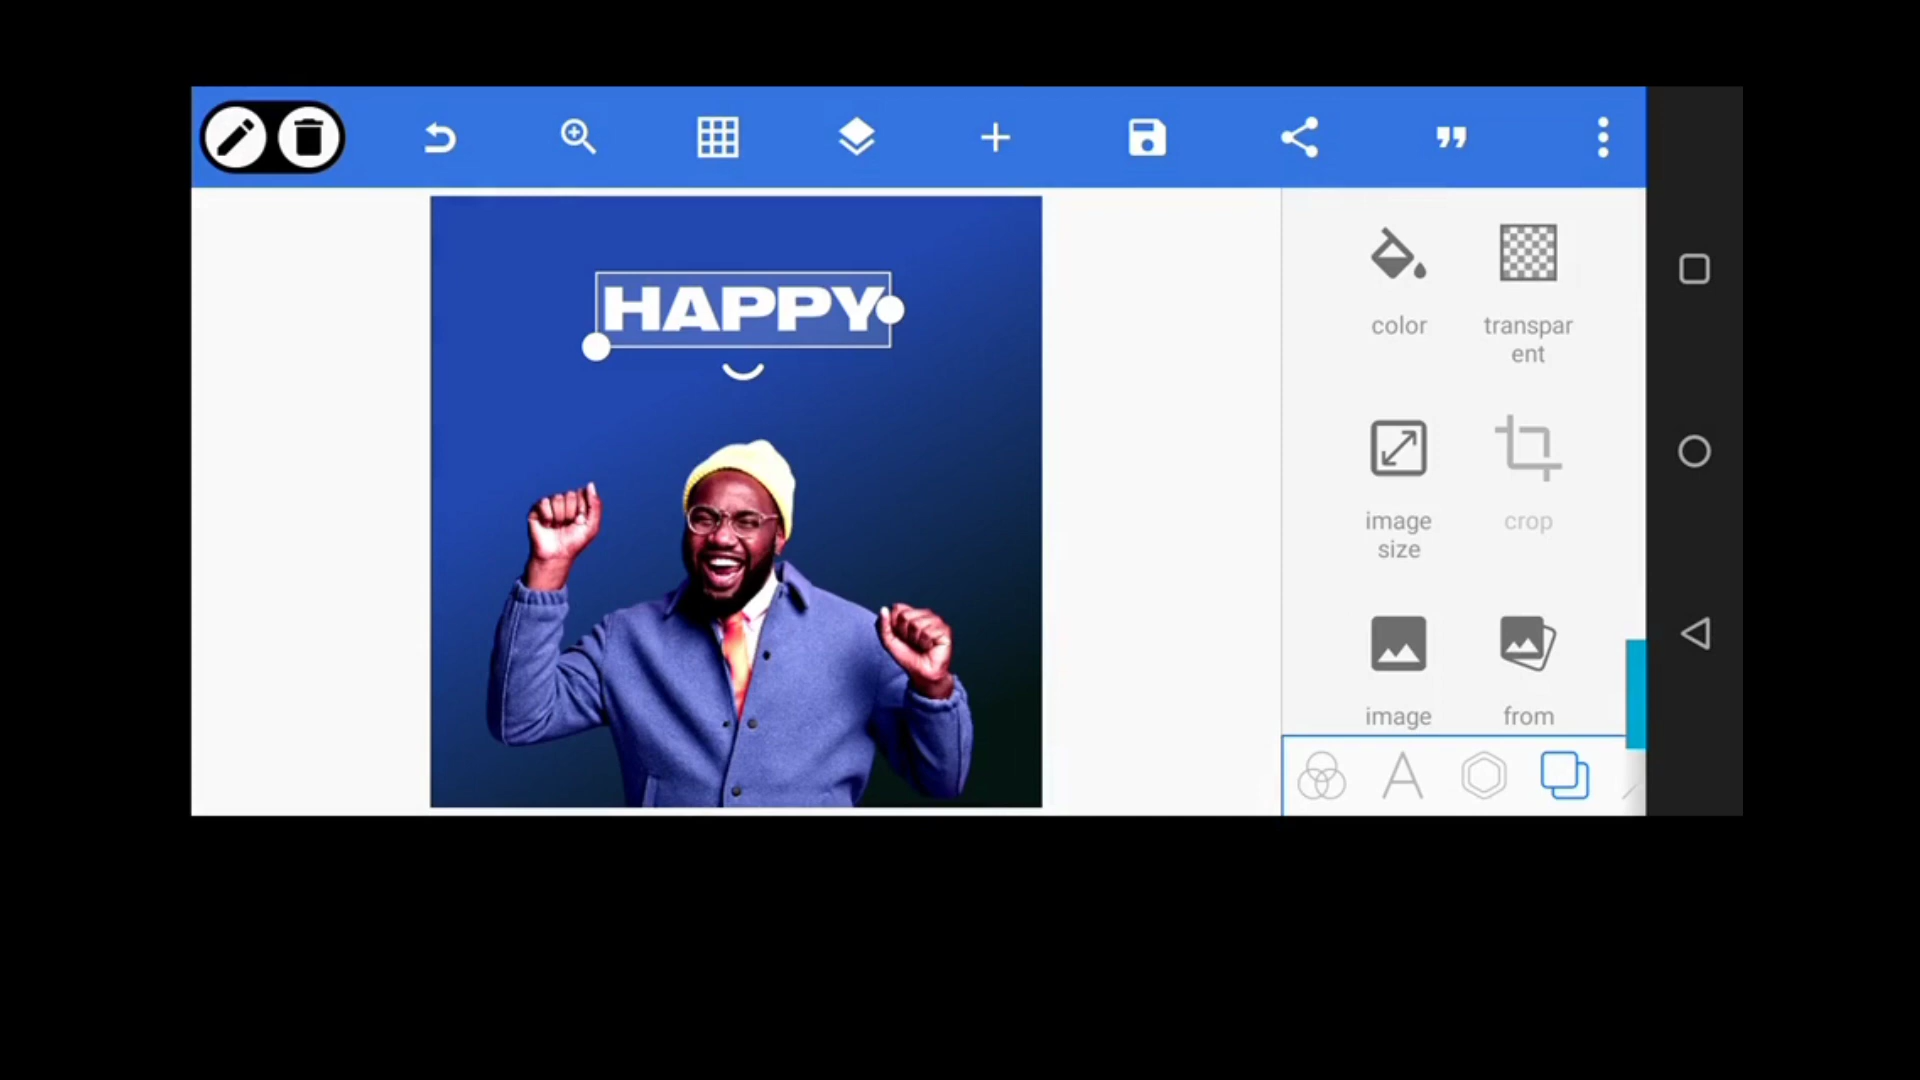 HAPPY
color
transpar
ent
image
size
crop
image
from